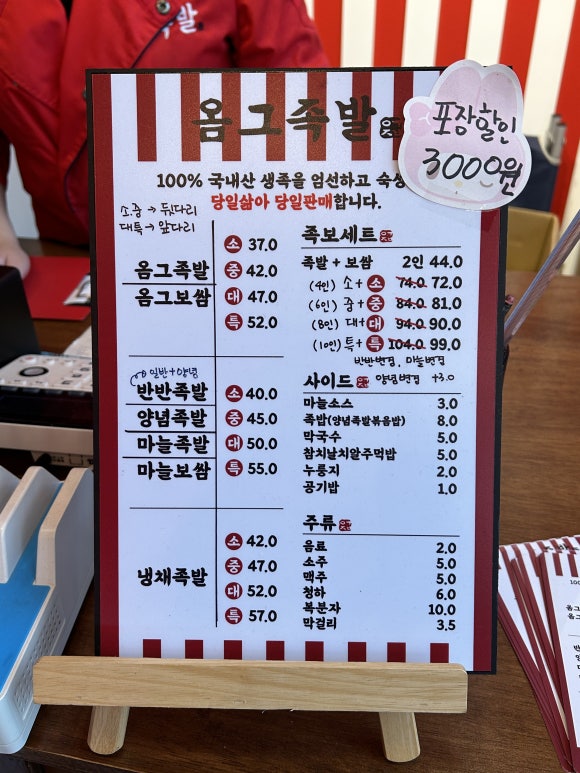 족발
옴그족발
포장할인
3000원
100% 국내산 생족을 엄선하고 숙성
당일삶아 당일판매합니다.
소중 → 뒷다리
대특 → 앞다리
옴그족발
옴그보쌈
소 37.0
중 42.0
대 47.0
특 52.0
일반+양념
반반족발
양념족발
마늘족발
마늘보쌈
소 40.0
중 45.0
대 50.0
특 55.0
냉채족발
소 42.0
중 47.0
대 52.0
특 57.0
족보세트
족발 + 보쌈 2인 44.0
(4인) 소+소 74.0 72.0
(6인) 중+중 84.0 81.0
(8인) 대+대 94.0 90.0
(10인) 특+특 104.0 99.0
반반변경, 마늘변경
양념변경 +3.0
사이드
마늘소스 3.0
족밥(양념족발볶음밥) 8.0
막국수 5.0
참치날치알주먹밥 5.0
누룽지 2.0
공기밥 1.0
주류
음료 2.0
소주 5.0
맥주 5.0
청하 6.0
복분자 10.0
막걸리 3.5